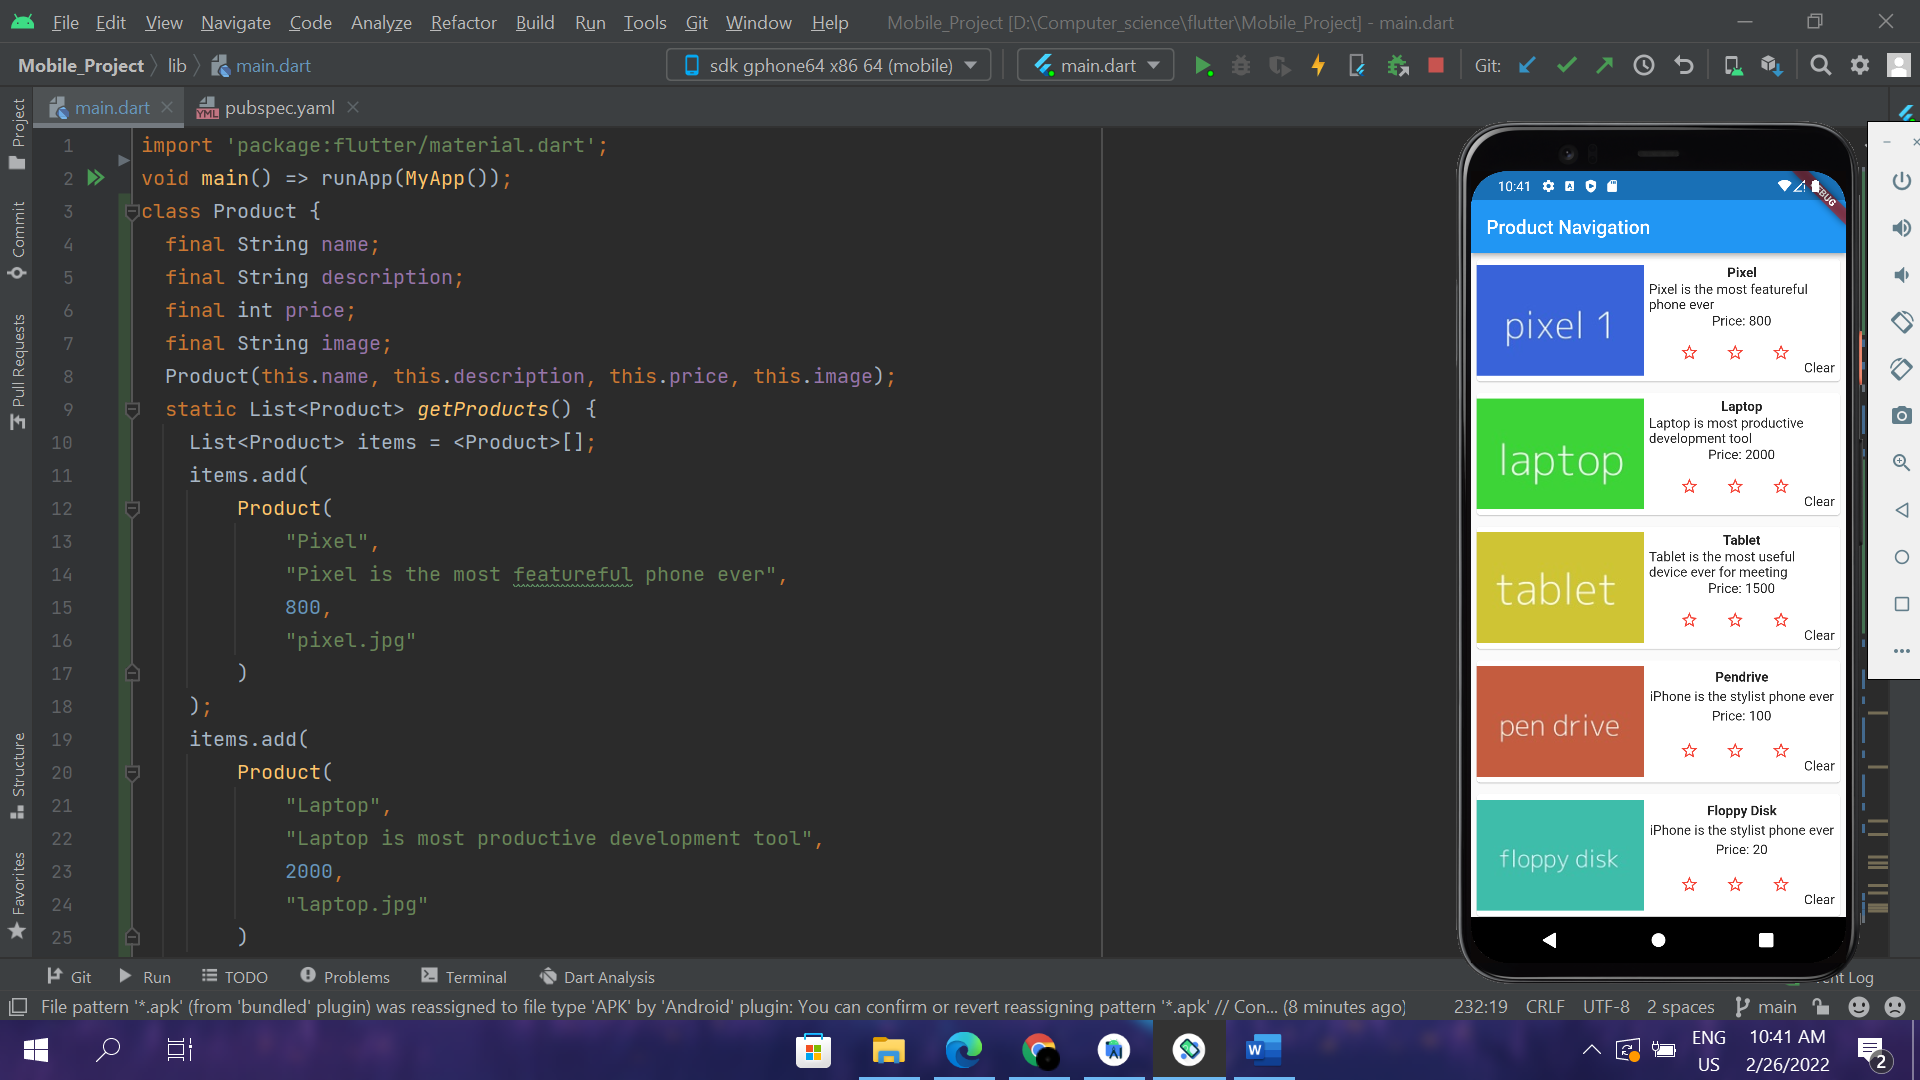 File Edit View Navigate Code Analyze Refactor Build Run Tools Git Window Help Mobile_Project [D:\Computer_science\flutter\Mobile_Project] - main.dart
Mobile_Project lib main.dart sdk gphone64 x86 64 (mobile) main.dart Git:
main.dart pubspec.yaml
Project
Commit
Pull Requests
Structure
Favorites
1 import 'package:flutter/material.dart';
2 void main() => runApp(MyApp());
3 class Product {
4 final String name;
5 final String description;
6 final int price;
7 final String image;
8 Product(this.name, this.description, this.price, this.image);
9 static List<Product> getProducts() {
10 List<Product> items = <Product>[];
11 items.add(
12 Product(
13 "Pixel",
14 "Pixel is the most featureful phone ever",
15 800,
16 "pixel.jpg"
17 )
18 );
19 items.add(
20 Product(
21 "Laptop",
22 "Laptop is most productive development tool",
23 2000,
24 "laptop.jpg"
25 )
10:41
Product Navigation
pixel 1
Pixel
Pixel is the most featureful
phone ever
Price: 800
Clear
laptop
Laptop
Laptop is most productive
development tool
Price: 2000
Clear
tablet
Tablet
Tablet is the most useful
device ever for meeting
Price: 1500
Clear
pen drive
Pendrive
iPhone is the stylist phone ever
Price: 100
Clear
floppy disk
Floppy Disk
iPhone is the stylist phone ever
Price: 20
Clear
Git Run TODO Problems Terminal Dart Analysis Log
File pattern '*.apk' (from 'bundled' plugin) was reassigned to file type 'APK' by 'Android' plugin: You can confirm or revert reassigning pattern '*.apk' // Con... (8 minutes ago) 232:19 CRLF UTF-8 2 spaces main
ENG
US
10:41 AM
2/26/2022
2